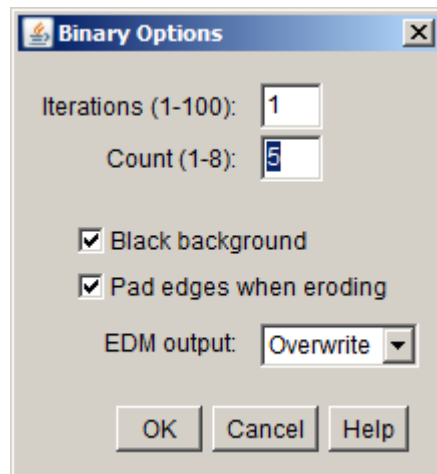 Binary Options
Iterations (1-100): 1
Count (1-8): 5
Black background
Pad edges when eroding
EDM output: Overwrite
OK Cancel Help